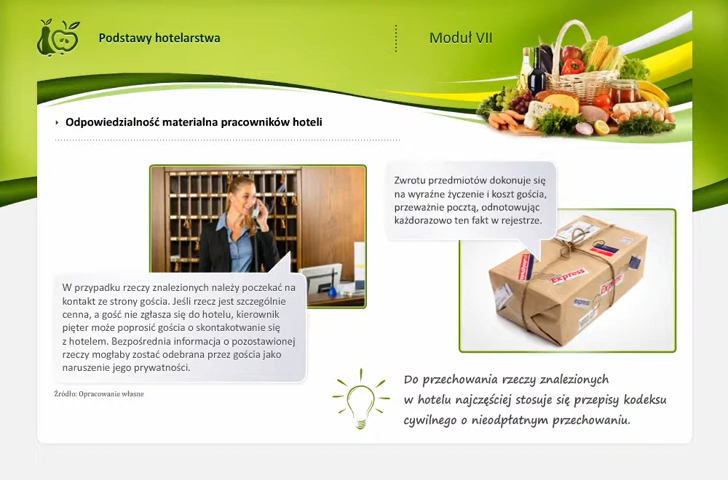 Podstawy hotelarstwa
Moduł VII
Odpowiedzialność materialna pracowników hoteli
Zwrotu przedmiotów dokonuje się
na wyraźne życzenie i koszt gościa,
przeważnie pocztą, odnotowując
każdorazowo ten fakt w rejestrze.
W przypadku rzeczy znalezionych należy poczekać na
kontakt ze strony gościa. Jeśli rzecz jest szczególnie
cenna, a gość nie zgłasza się do hotelu, kierownik
pięter może poprosić gościa o skontakotwanie się
z hotelem. Bezpośrednia informacja o pozostawionej
rzeczy mogłaby zostać odebrana przez gościa jako
naruszenie jego prywatności.
Express
Express
Źródło: Opracowanie własne
Do przechowania rzeczy znalezionych
w hotelu najczęściej stosuje się przepisy kodeksu
cywilnego o nieodpłatnym przechowaniu.